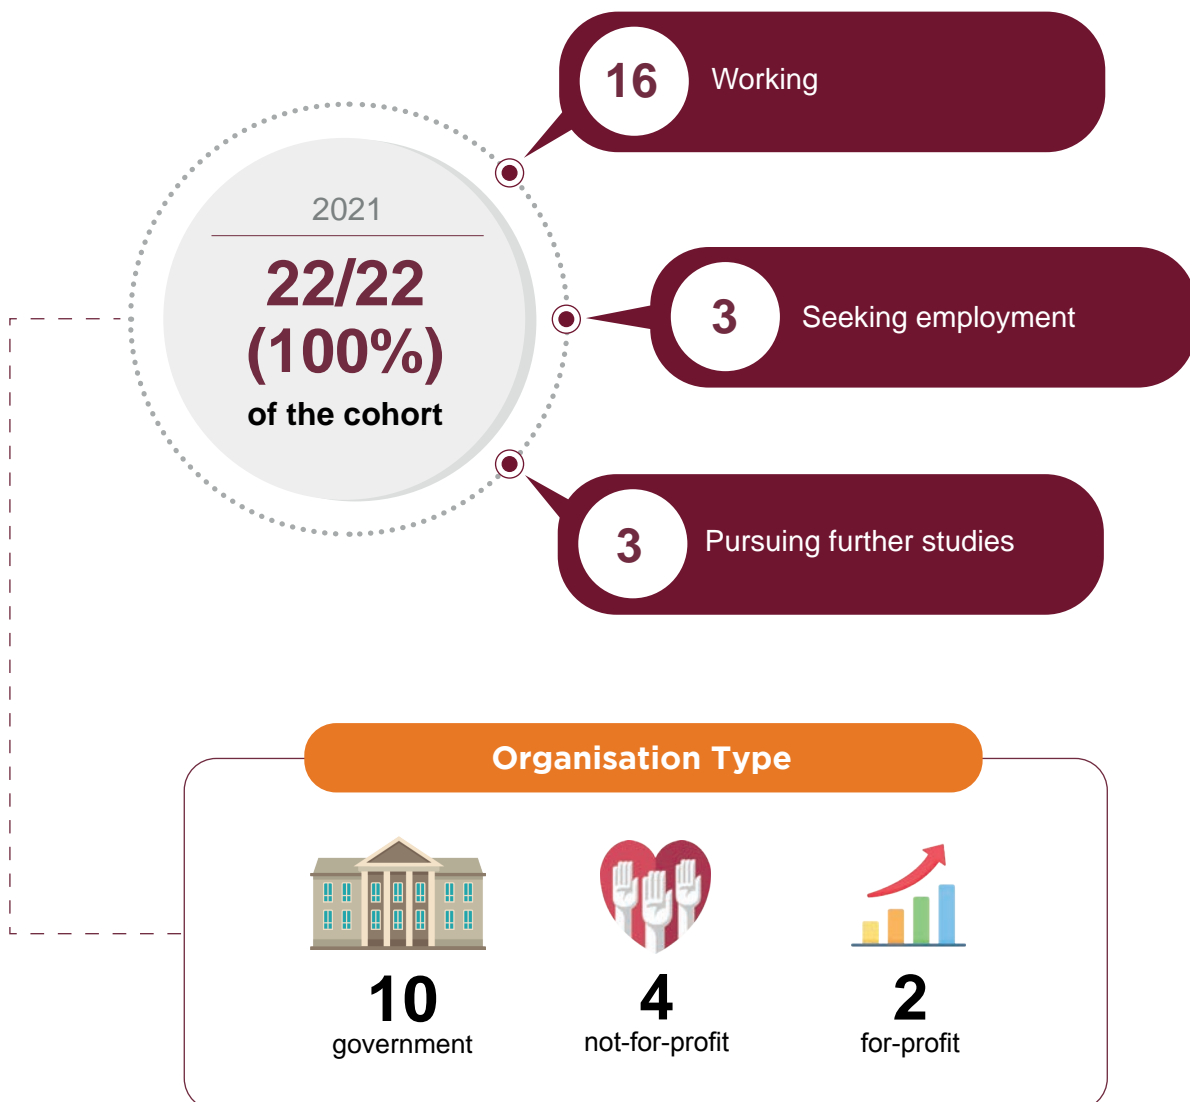 16
Working
2021
22/22
(100%)
of the cohort
3
Seeking employment
3
Pursuing further studies
Organisation Type
10
government
4
not-for-profit
2
for-profit